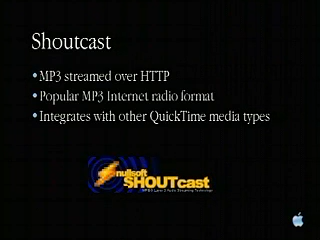 Shoutcast
•MP3 streamed over HTTP
•Popular MP3 Internet radio format
•Integrates with other QuickTime media types
nullsoft
SHOUTcast